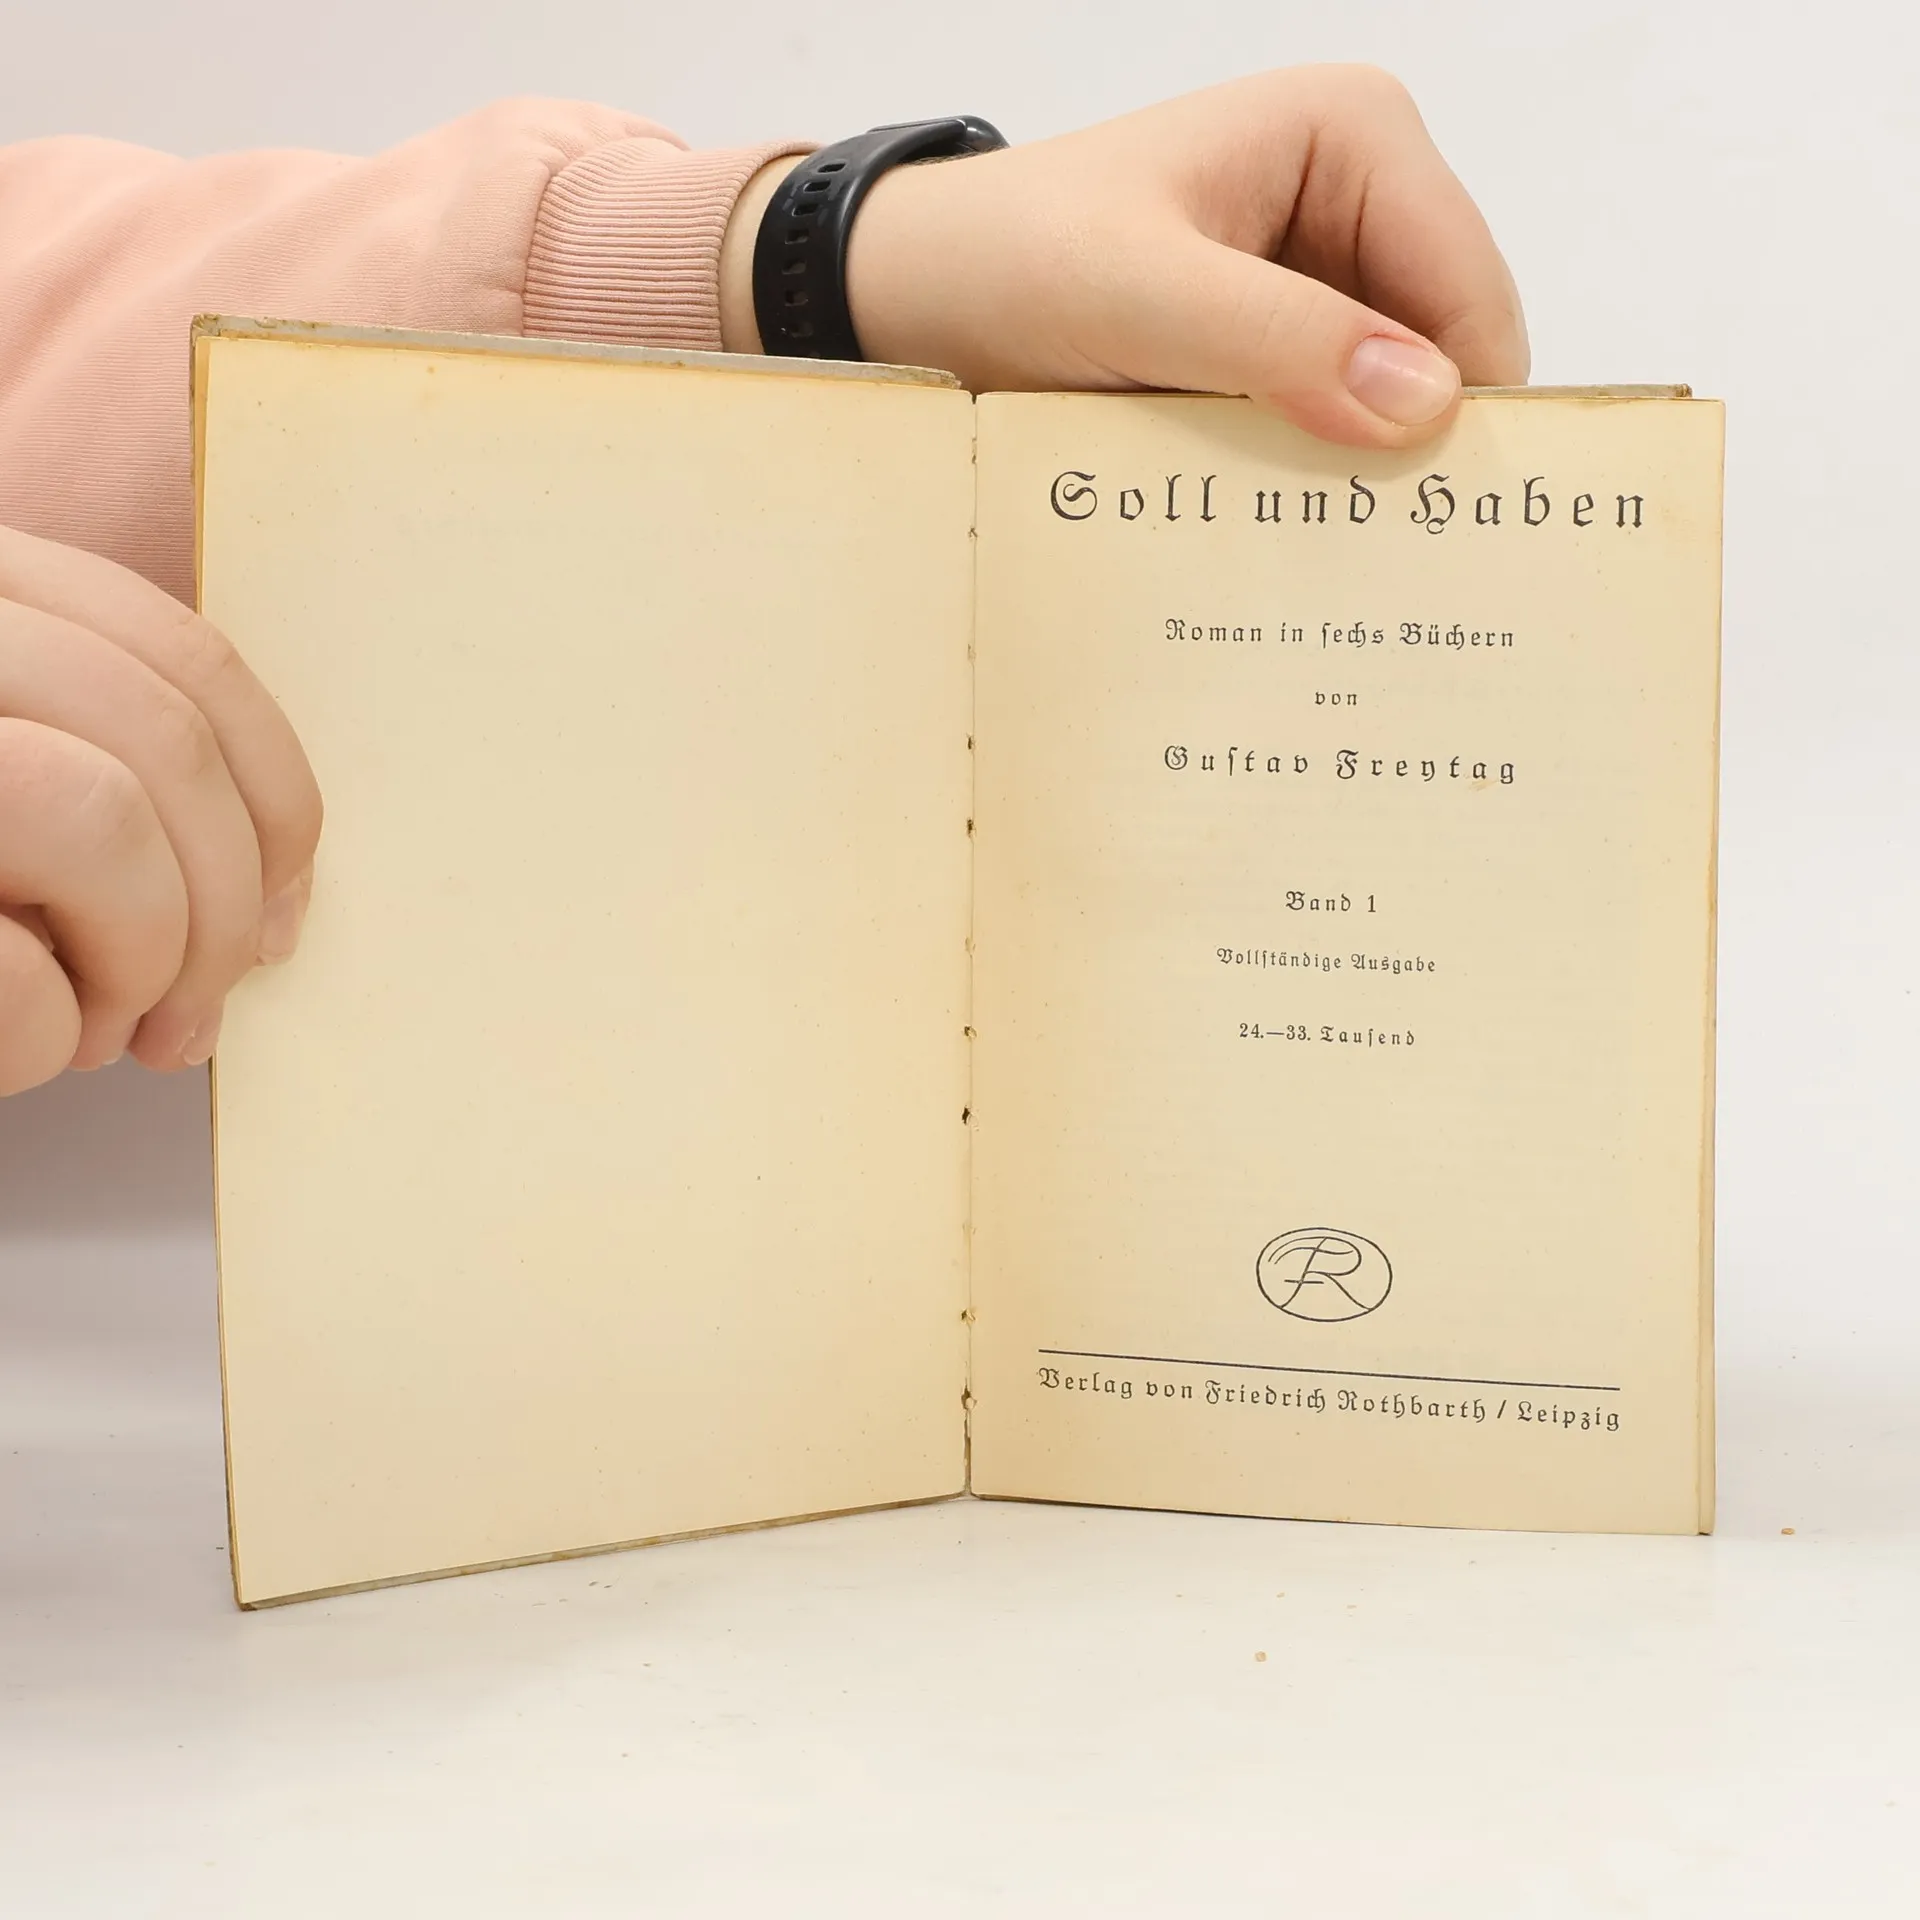 Soll und Haben
Roman in ſechs Büchern
von
Guſtav Freytag
Band 1
Vollſtändige Ausgabe
24.—33. Tauſend
FR
Verlag von Friedrich Rothbarth / Leipzig